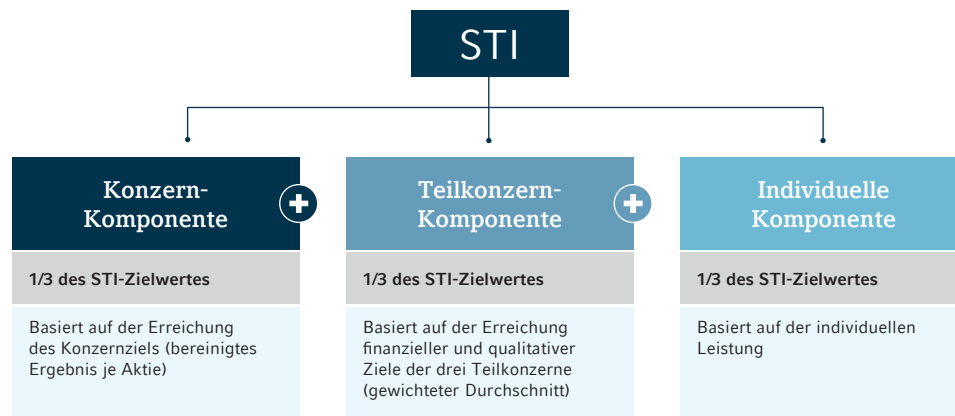 STI
Konzern-
Komponente
1/3 des STI-Zielwertes
Basiert auf der Erreichung
des Konzernziels (bereinigtes
Ergebnis je Aktie)
Teilkonzern-
Komponente
1/3 des STI-Zielwertes
Basiert auf der Erreichung
finanzieller und qualitativer
Ziele der drei Teilkonzerne
(gewichteter Durchschnitt)
Individuelle
Komponente
1/3 des STI-Zielwertes
Basiert auf der individuellen
Leistung